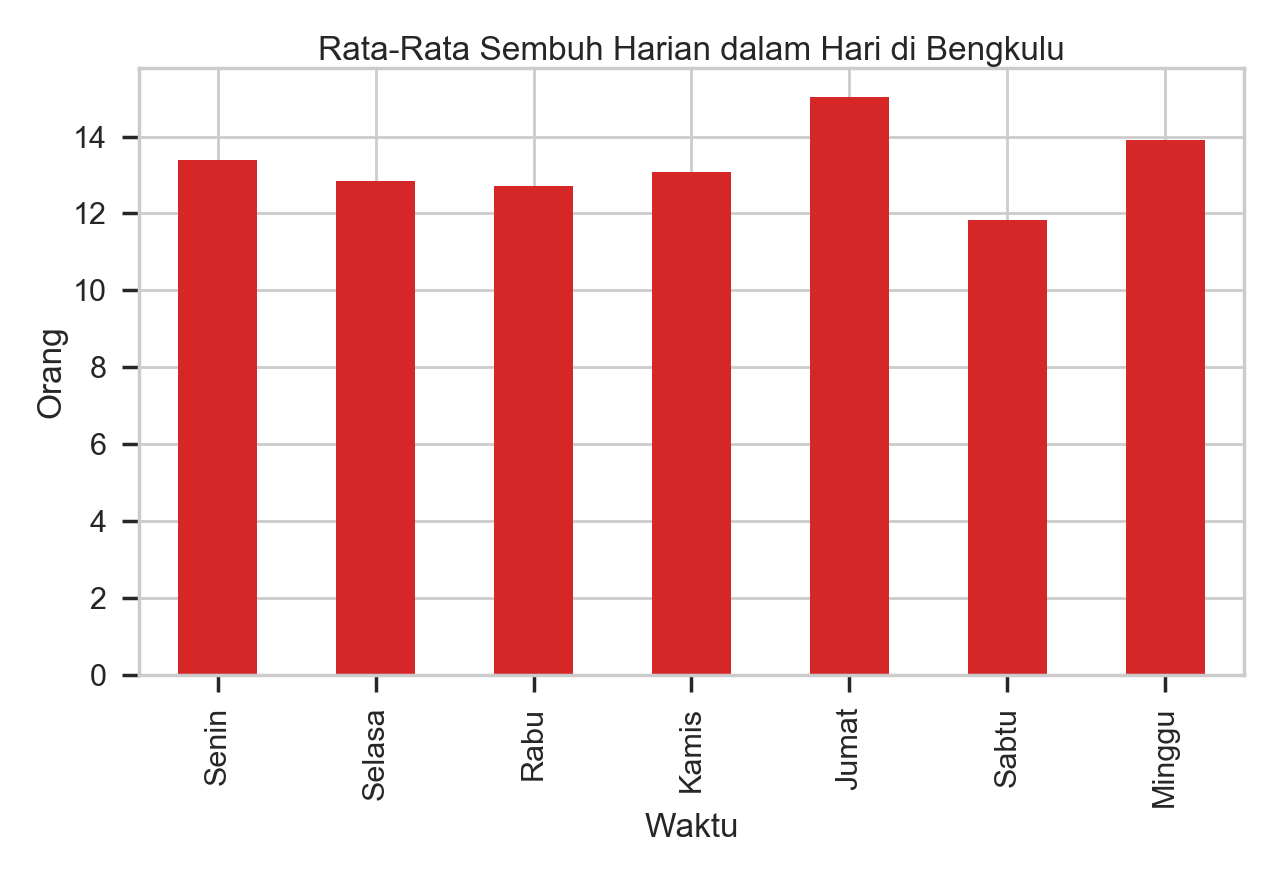 Rata-Rata Sembuh Harian dalam Hari di Bengkulu
Orang
14
12
10
8
6
4
2
0
Senin
Selasa
Rabu
Kamis
Jumat
Sabtu
Minggu
Waktu